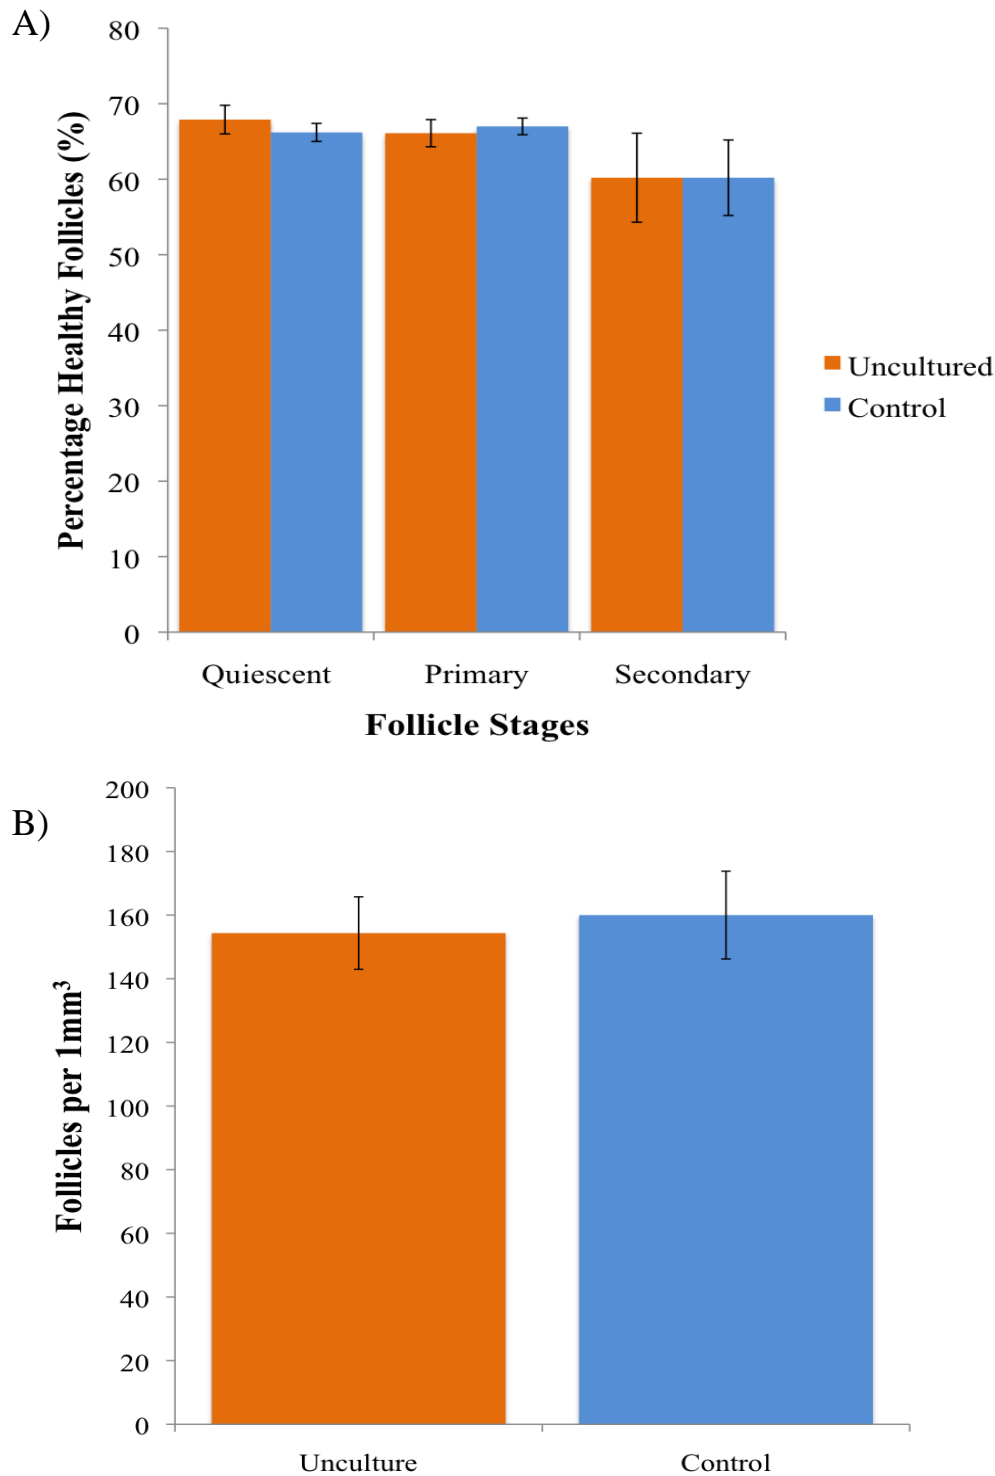 A)
Percentage Healthy Follicles (%)
80
70
60
50
40
30
20
10
0
Quiescent Primary Secondary
Follicle Stages
Uncultured
Control
B)
Follicles per 1mm³
200
180
160
140
120
100
80
60
40
20
0
Unculture Control